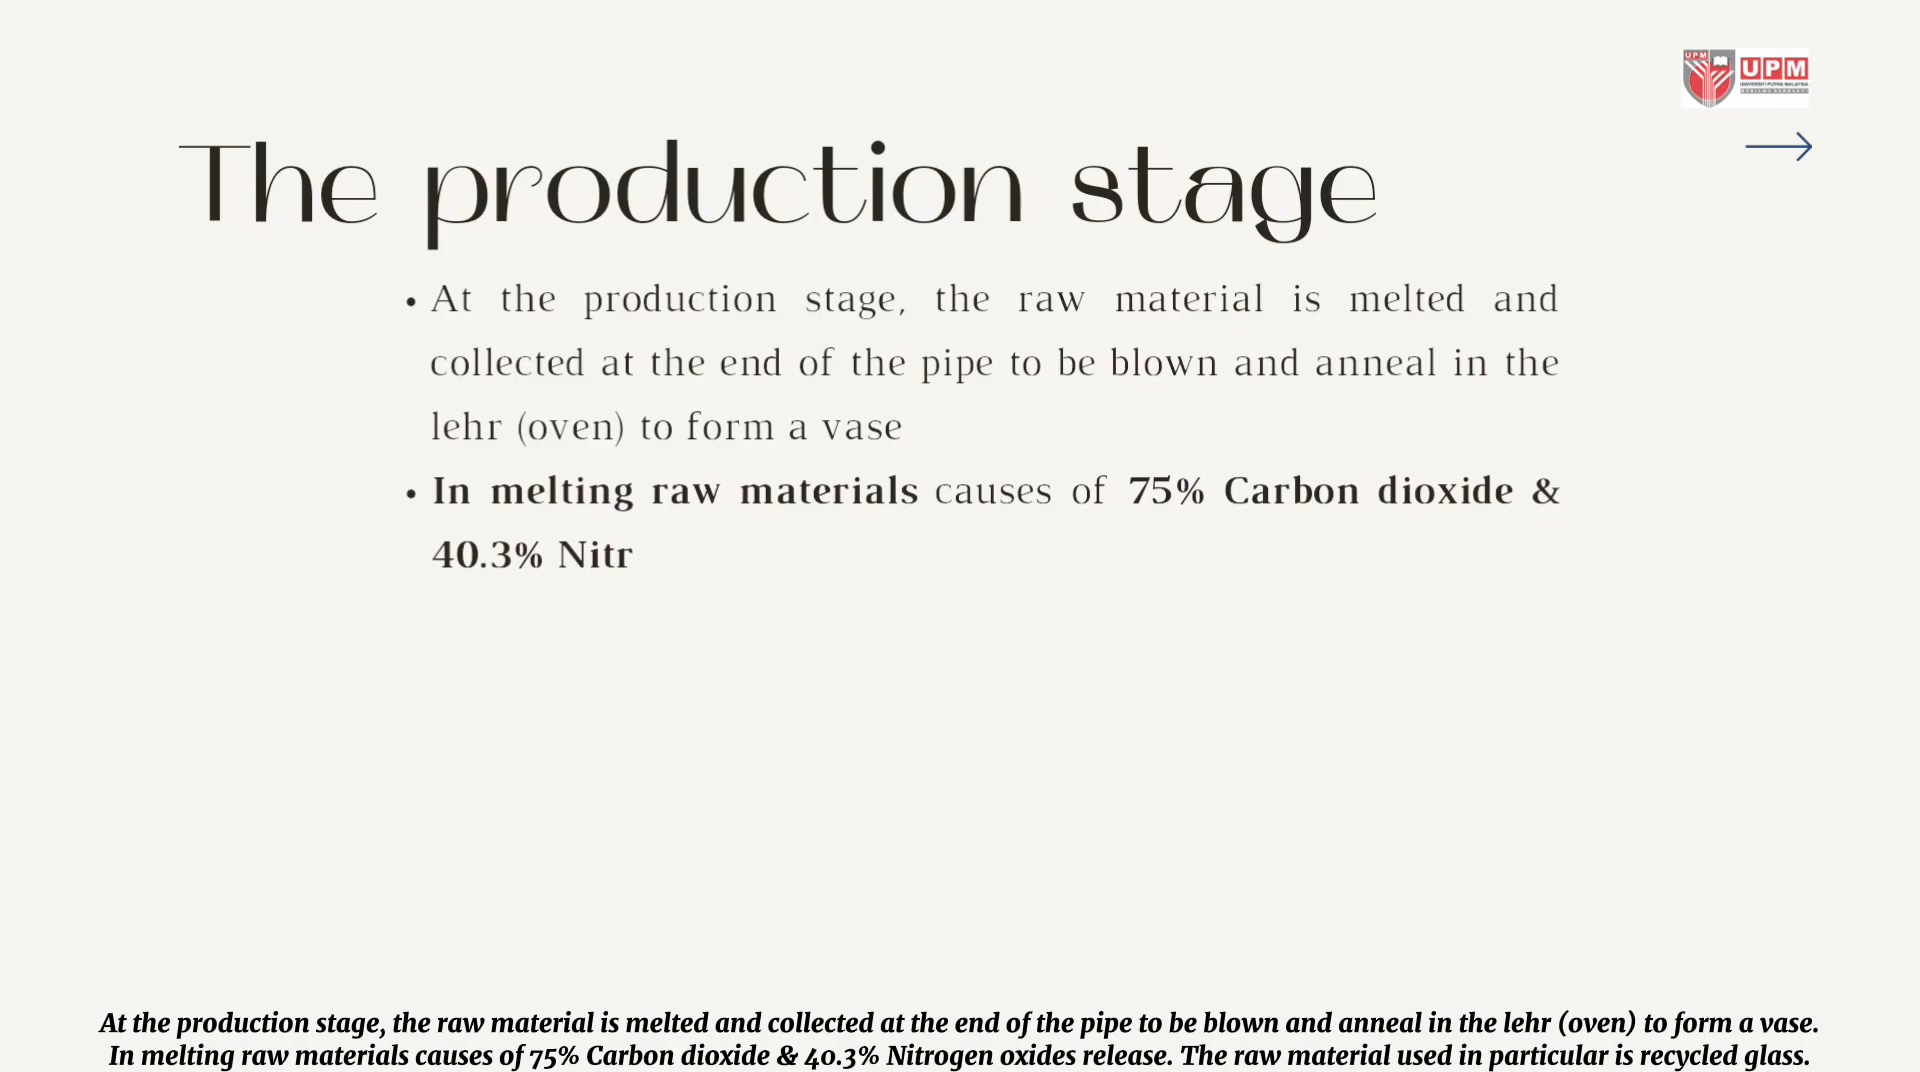 UPM
UPM
UNIVERSITI PUTRA MALAYSIA
The production stage
• At the production stage, the raw material is melted and
collected at the end of the pipe to be blown and anneal in the
lehr (oven) to form a vase
• In melting raw materials causes of 75% Carbon dioxide &
40.3% Nitr
At the production stage, the raw material is melted and collected at the end of the pipe to be blown and anneal in the lehr (oven) to form a vase.
In melting raw materials causes of 75% Carbon dioxide & 40.3% Nitrogen oxides release. The raw material used in particular is recycled glass.